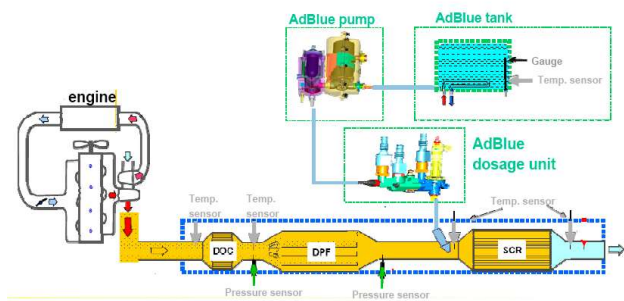 AdBlue pump
AdBlue tank
Gauge
Temp. sensor
engine
AdBlue
dosage unit
Temp.
sensor
Temp.
sensor
Temp. sensor
DOC
DPF
SCR
Pressure sensor
Pressure sensor